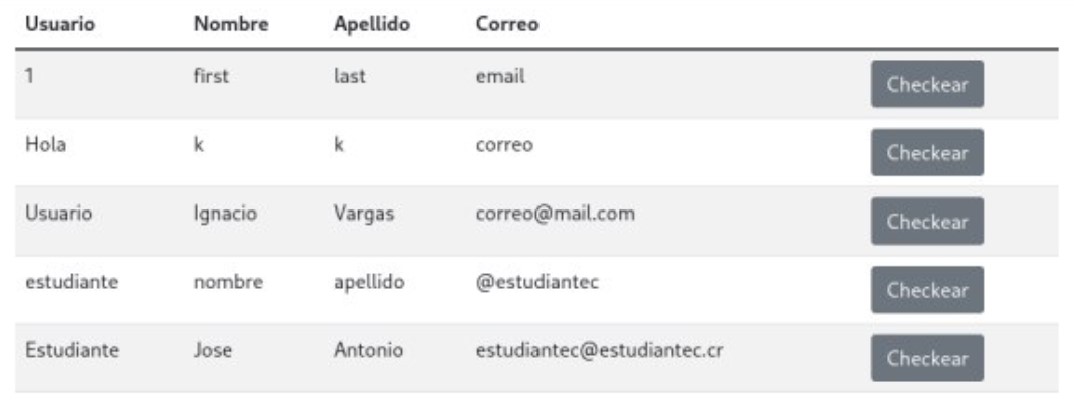 Usuario Nombre Apellido Correo
1 first last email Checkear
Hola k k correo Checkear
Usuario Ignacio Vargas correo@mail.com Checkear
estudiante nombre apellido @estudiantec Checkear
Estudiante Jose Antonio estudiantec@estudiantec.cr Checkear